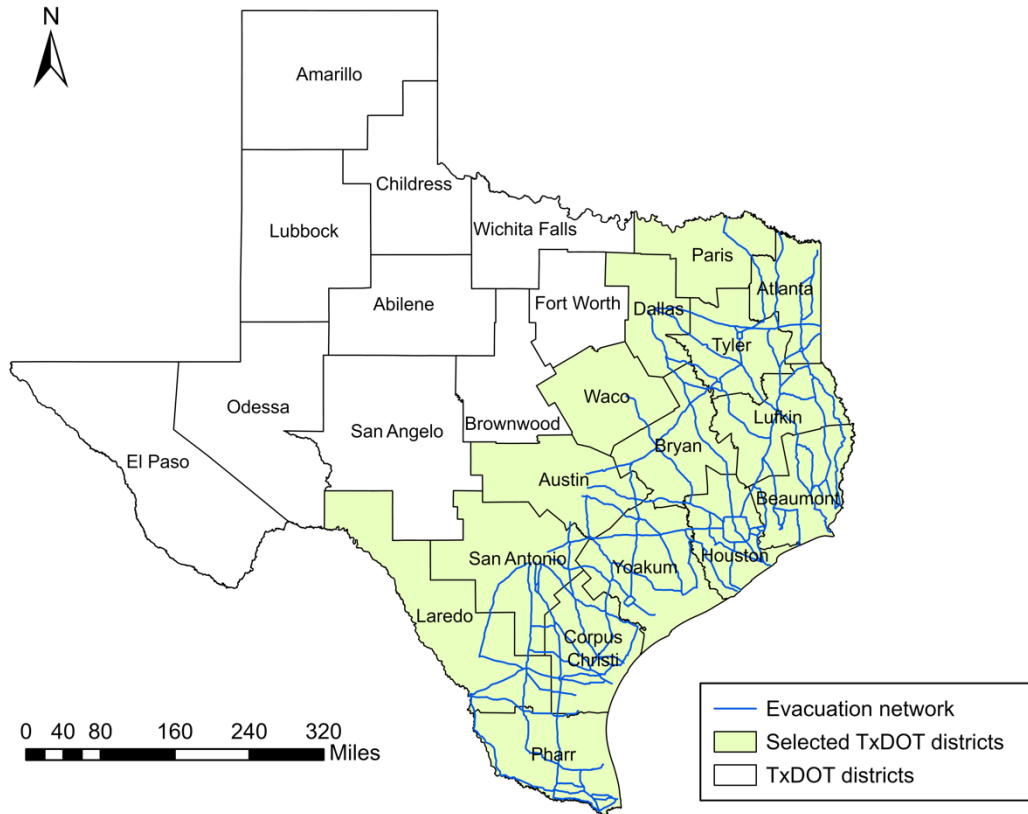 N
Amarillo
Childress
Wichita Falls
Lubbock
Paris
Atlanta
Abilene
Fort Worth
Dallas
Tyler
Odessa
Waco
Lufkin
San Angelo
Brownwood
Bryan
El Paso
Austin
Beaumont
San Antonio
Houston
Yoakum
Laredo
Corpus
Christi
Pharr
0 20 40 60 80 160 240 320
Miles
Evacuation network
Selected TxDOT districts
TxDOT districts